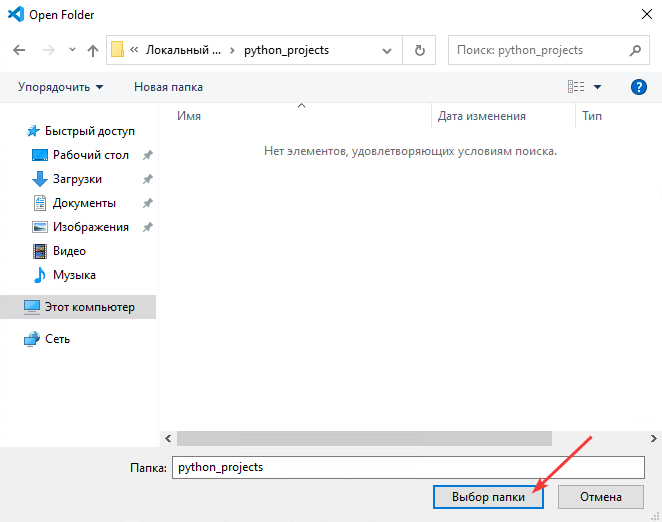 Open Folder
« Локальный ... › python_projects
Поиск: python_projects
Упорядочить
Новая папка
?
Имя
Дата изменения
Тип
Быстрый доступ
Рабочий стол
Загрузки
Документы
Изображения
Видео
Музыка
Этот компьютер
Сеть
Нет элементов, удовлетворяющих условиям поиска.
Папка: python_projects
Выбор папки
Отмена